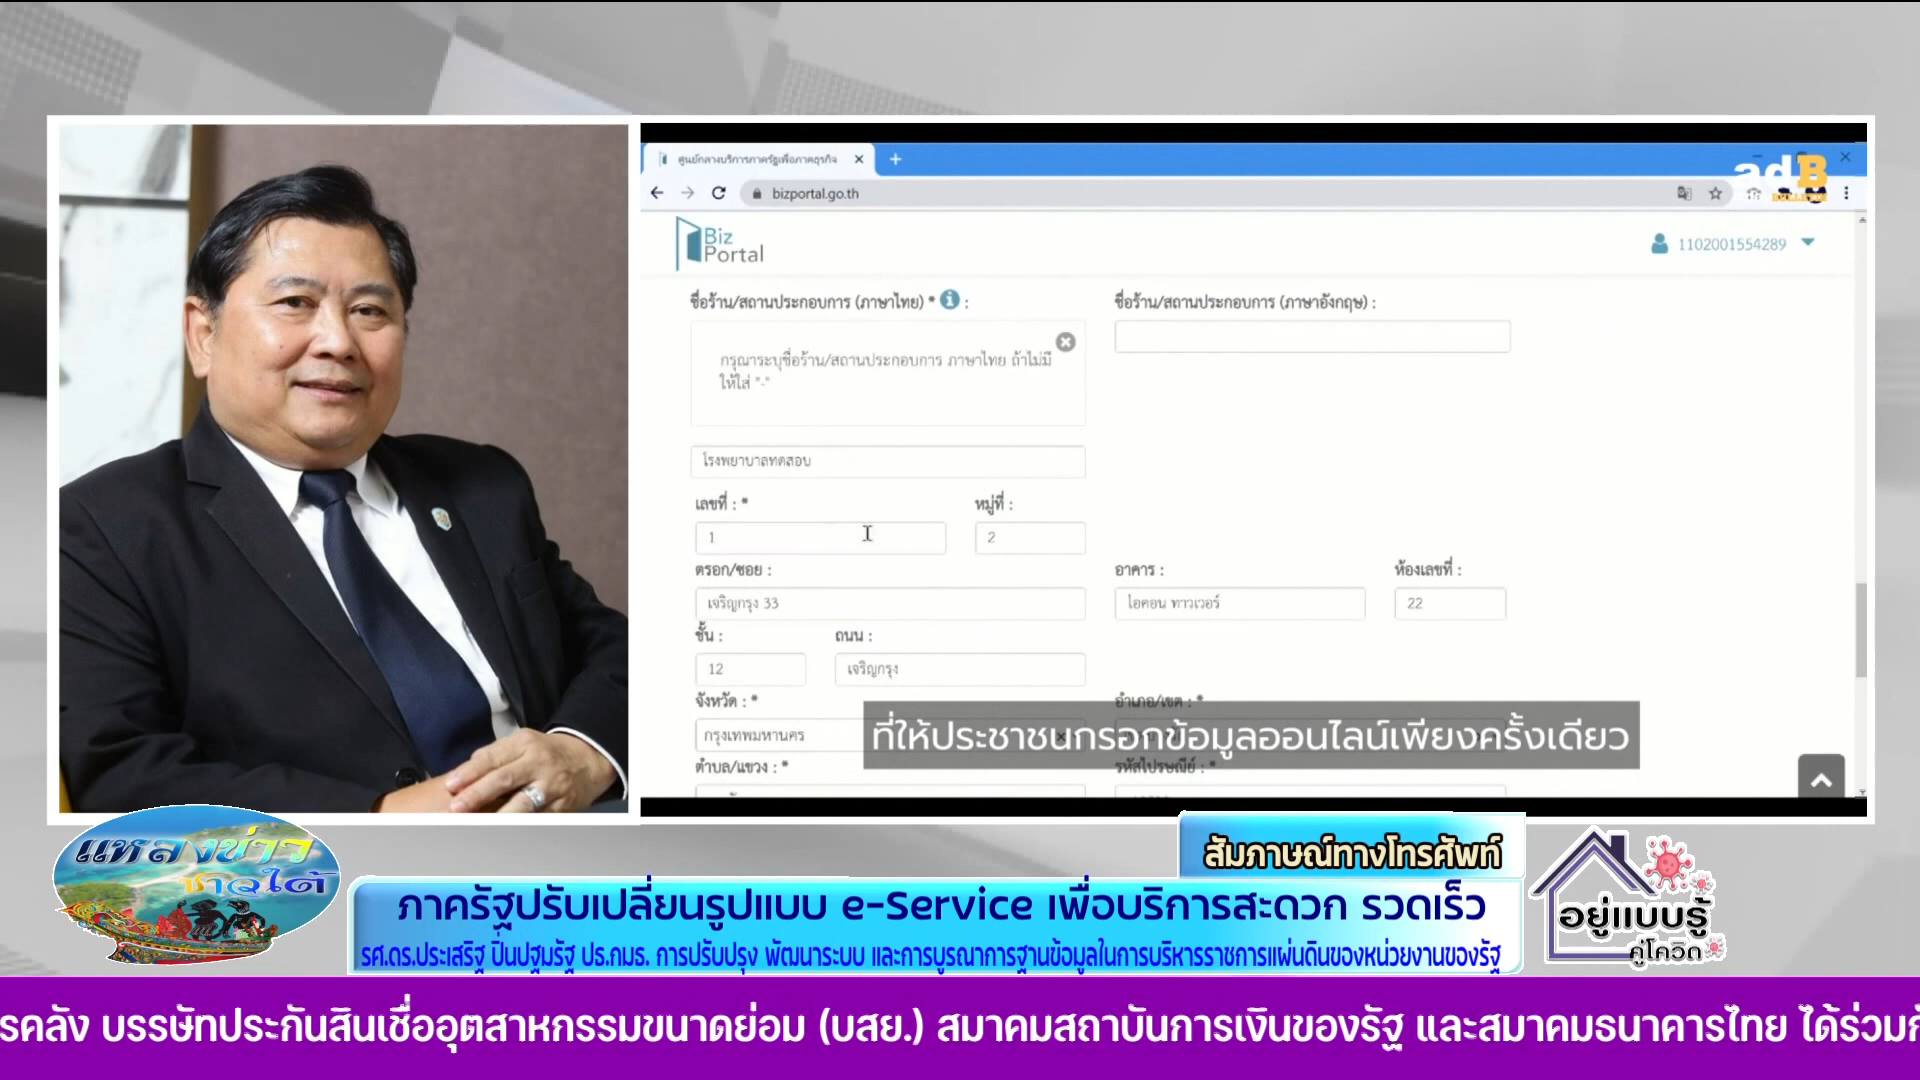 ศูนย์กลางบริการภาครัฐเพื่อภาคธุรกิจ
adB
bizportal.go.th
Biz
Portal
1102001554289
ชื่อร้าน/สถานประกอบการ (ภาษาไทย) * :
ชื่อร้าน/สถานประกอบการ (ภาษาอังกฤษ) :
กรุณาระบุชื่อร้าน/สถานประกอบการ ภาษาไทย ถ้าไม่มี
ให้ใส่ "-"
โรงพยาบาลทดสอบ
เลขที่ : *
หมู่ที่ :
1
2
ตรอก/ซอย :
อาคาร :
ห้องเลขที่ :
เจริญกรุง 33
ไอคอน ทาวเวอร์
22
ชั้น :
ถนน :
12
เจริญกรุง
จังหวัด : *
อำเภอ/เขต : *
กรุงเทพมหานคร
ที่ให้ประชาชนกรอกข้อมูลออนไลน์เพียงครั้งเดียว
ตำบล/แขวง : *
รหัสไปรษณีย์ : *
แหลงข่าว
ชาวใต้
สัมภาษณ์ทางโทรศัพท์
ภาครัฐปรับเปลี่ยนรูปแบบ e-Service เพื่อบริการสะดวก รวดเร็ว
รศ.ดร.ประเสริฐ ปิ่นปฐมรัฐ ปธ.กมธ. การปรับปรุง พัฒนาระบบ และการบูรณาการฐานข้อมูลในการบริหารราชการแผ่นดินของหน่วยงานของรัฐ
อยู่แบบรู้
คู่โควิด
รคลัง บรรษัทประกันสินเชื่ออุตสาหกรรมขนาดย่อม (บสย.) สมาคมสถาบันการเงินของรัฐ และสมาคมธนาคารไทย ได้ร่วมกั